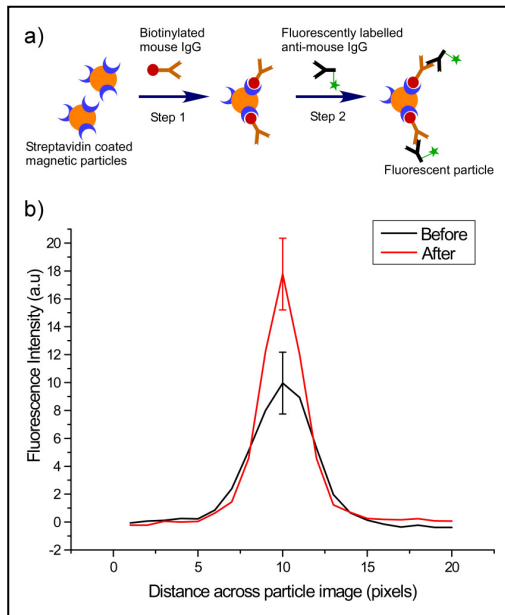 a)
Biotinylated
mouse IgG
Fluorescently labelled
anti-mouse IgG
Step 1
Step 2
Streptavidin coated
magnetic particles
Fluorescent particle
b)
Before
After
Fluorescence Intensity (a.u)
20
18
16
14
12
10
8
6
4
2
0
-2
0
5
10
15
20
Distance across particle image (pixels)